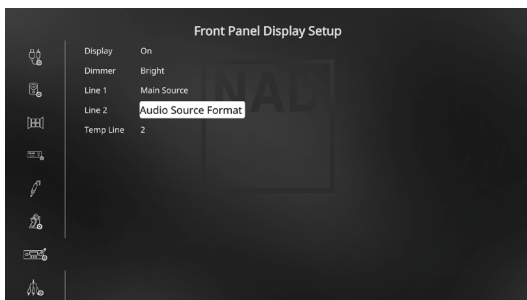 Front Panel Display Setup
Display On
Dimmer Bright
Line 1 Main Source
Line 2 Audio Source Format
Temp Line 2
NAD